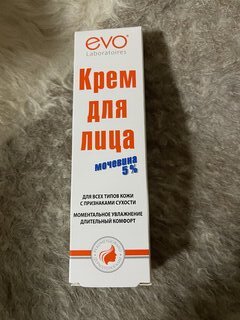 evo®
Laboratoires
Крем
для
лица
мочевина
5%
ДЛЯ ВСЕХ ТИПОВ КОЖИ
С ПРИЗНАКАМИ СУХОСТИ
МОМЕНТАЛЬНОЕ УВЛАЖНЕНИЕ
ДЛИТЕЛЬНЫЙ КОМФОРТ